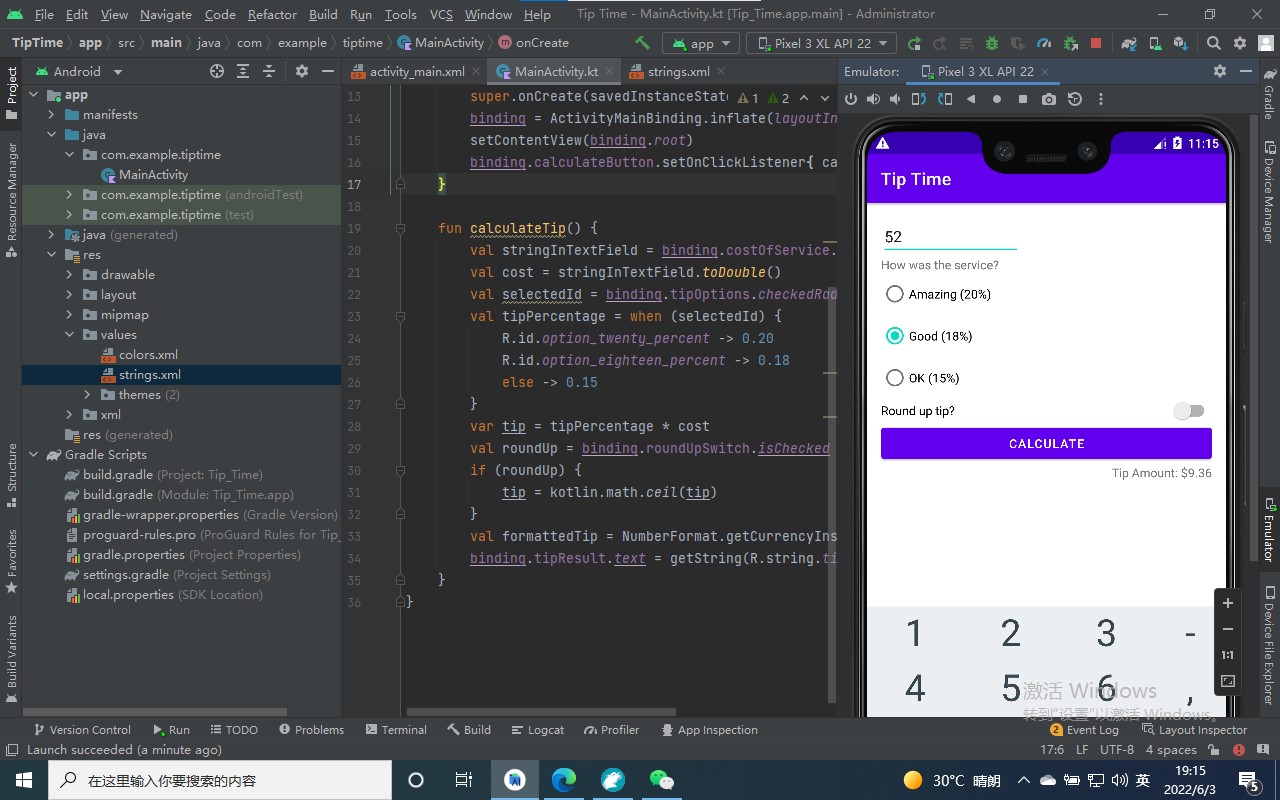 File Edit View Navigate Code Refactor Build Run Tools VCS Window Help Tip Time - MainActivity.kt [Tip_Time.app.main] - Administrator
TipTime app src main java com example tiptime MainActivity onCreate app Pixel 3 XL API 22
Project
Resource Manager
Structure
Favorites
Build Variants
Android
app
manifests
java
com.example.tiptime
MainActivity
com.example.tiptime (androidTest)
com.example.tiptime (test)
java (generated)
res
drawable
layout
mipmap
values
colors.xml
strings.xml
themes (2)
xml
res (generated)
Gradle Scripts
build.gradle (Project: Tip_Time)
build.gradle (Module: Tip_Time.app)
gradle-wrapper.properties (Gradle Version)
proguard-rules.pro (ProGuard Rules for Tip_
gradle.properties (Project Properties)
settings.gradle (Project Settings)
local.properties (SDK Location)
activity_main.xml MainActivity.kt strings.xml
13 super.onCreate(savedInstanceStat 1 2
14 binding = ActivityMainBinding.inflate(layoutIn
15 setContentView(binding.root)
16 binding.calculateButton.setOnClickListener{ ca
17 }
18
19 fun calculateTip() {
20 val stringInTextField = binding.costOfService.
21 val cost = stringInTextField.toDouble()
22 val selectedId = binding.tipOptions.checkedRad
23 val tipPercentage = when (selectedId) {
24 R.id.option_twenty_percent -> 0.20
25 R.id.option_eighteen_percent -> 0.18
26 else -> 0.15
27 }
28 var tip = tipPercentage * cost
29 val roundUp = binding.roundUpSwitch.isChecked
30 if (roundUp) {
31 tip = kotlin.math.ceil(tip)
32 }
33 val formattedTip = NumberFormat.getCurrencyIns
34 binding.tipResult.text = getString(R.string.ti
35 }
36 }
Emulator: Pixel 3 XL API 22
11:15
Tip Time
52
How was the service?
Amazing (20%)
Good (18%)
OK (15%)
Round up tip?
CALCULATE
Tip Amount: $9.36
1 2 3 -
4 5 6 ,
1:1
激活 Windows
转到"设置"以激活 Windows。
Gradle
Device Manager
Emulator
Device File Explorer
Version Control Run TODO Problems Terminal Build Logcat Profiler App Inspection 2 Event Log Layout Inspector
Launch succeeded (a minute ago) 17:6 LF UTF-8 4 spaces
在这里输入你要搜索的内容 30°C 晴朗 英 19:15
2022/6/3 5